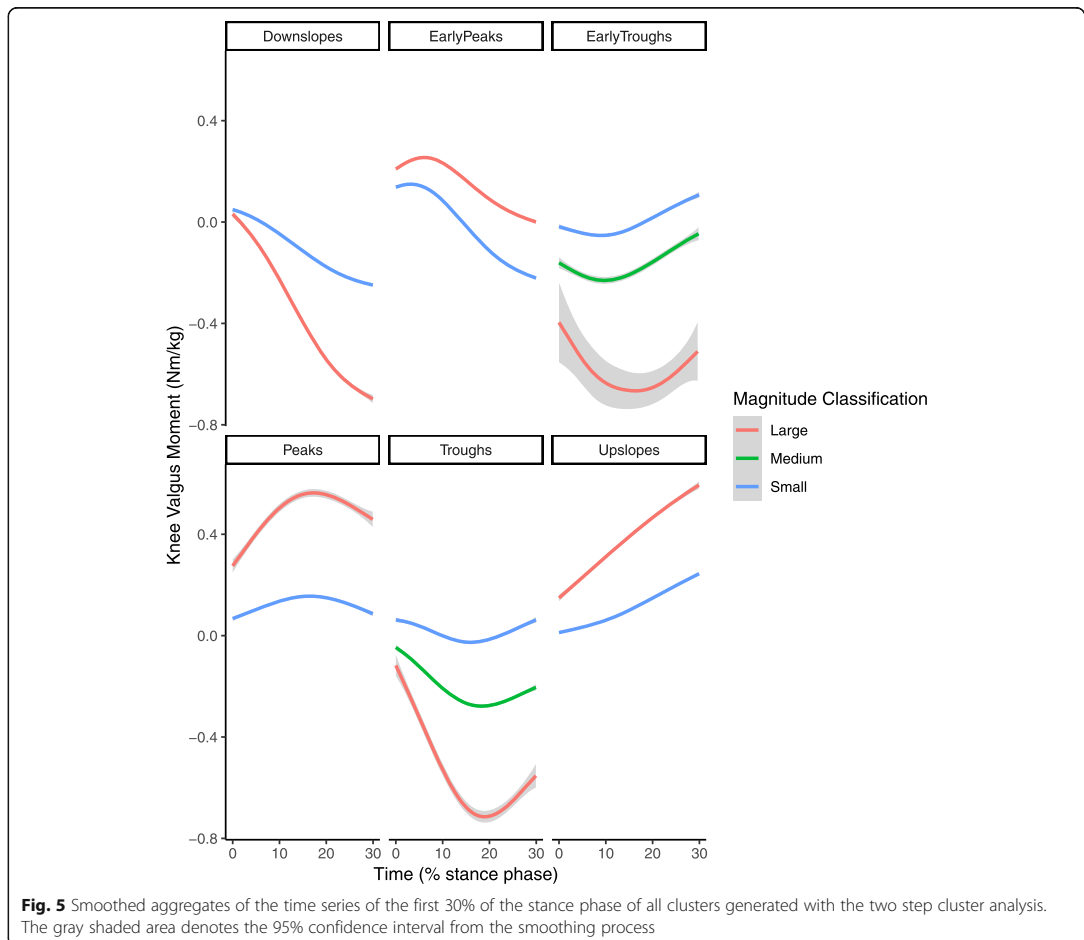 Downslopes EarlyPeaks EarlyTroughs
0.4
0.0
−0.4
−0.8
Knee Valgus Moment (Nm/kg)
Magnitude Classification
Large
Medium
Small
Peaks Troughs Upslopes
0.4
0.0
−0.4
−0.8
0 10 20 30 0 10 20 30 0 10 20 30
Time (% stance phase)
Fig. 5 Smoothed aggregates of the time series of the first 30% of the stance phase of all clusters generated with the two step cluster analysis.
The gray shaded area denotes the 95% confidence interval from the smoothing process